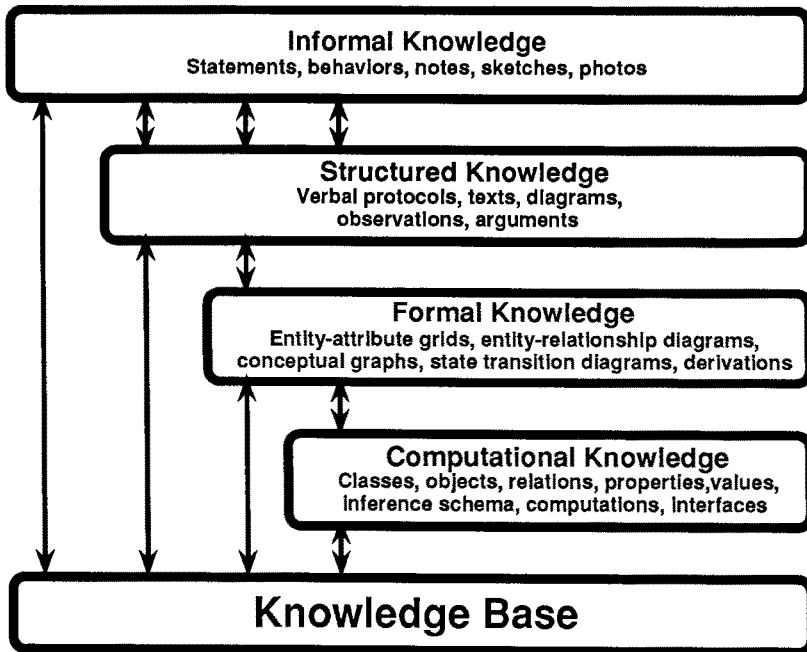 Informal Knowledge
Statements, behaviors, notes, sketches, photos
Structured Knowledge
Verbal protocols, texts, diagrams,
observations, arguments
Formal Knowledge
Entity-attribute grids, entity-relationship diagrams,
conceptual graphs, state transition diagrams, derivations
Computational Knowledge
Classes, objects, relations, properties,values,
inference schema, computations, interfaces
Knowledge Base